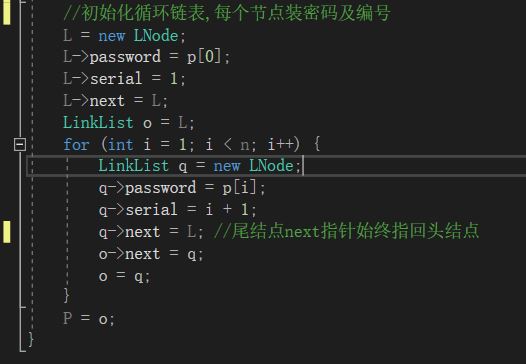 //初始化循环链表,每个节点装密码及编号
L = new LNode;
L->password = p[0];
L->serial = 1;
L->next = L;
LinkList o = L;
for (int i = 1; i < n; i++) {
LinkList q = new LNode;
q->password = p[i];
q->serial = i + 1;
q->next = L; //尾结点next指针始终指回头结点
o->next = q;
o = q;
}
P = o;
}